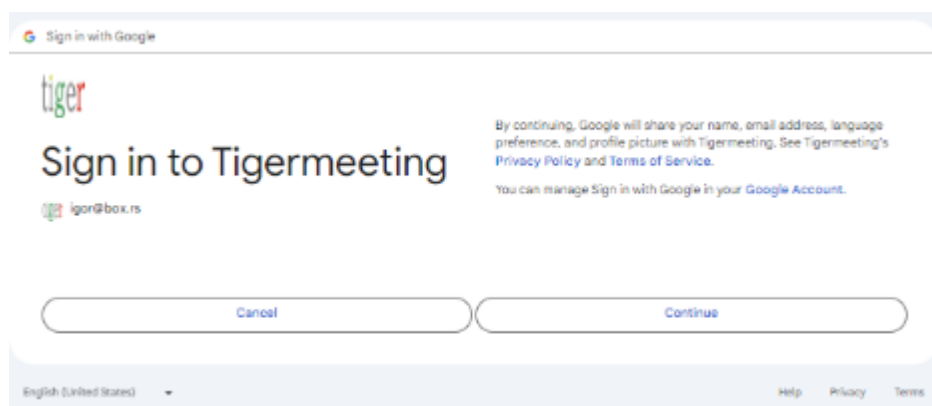 Sign in with Google
tiger
Sign in to Tigermeeting
tiger igor@box.rs
By continuing, Google will share your name, email address, language
preference, and profile picture with Tigermeeting. See Tigermeeting's
Privacy Policy and Terms of Service.
You can manage Sign in with Google in your Google Account.
Cancel
Continue
English (United States)
Help Privacy Terms